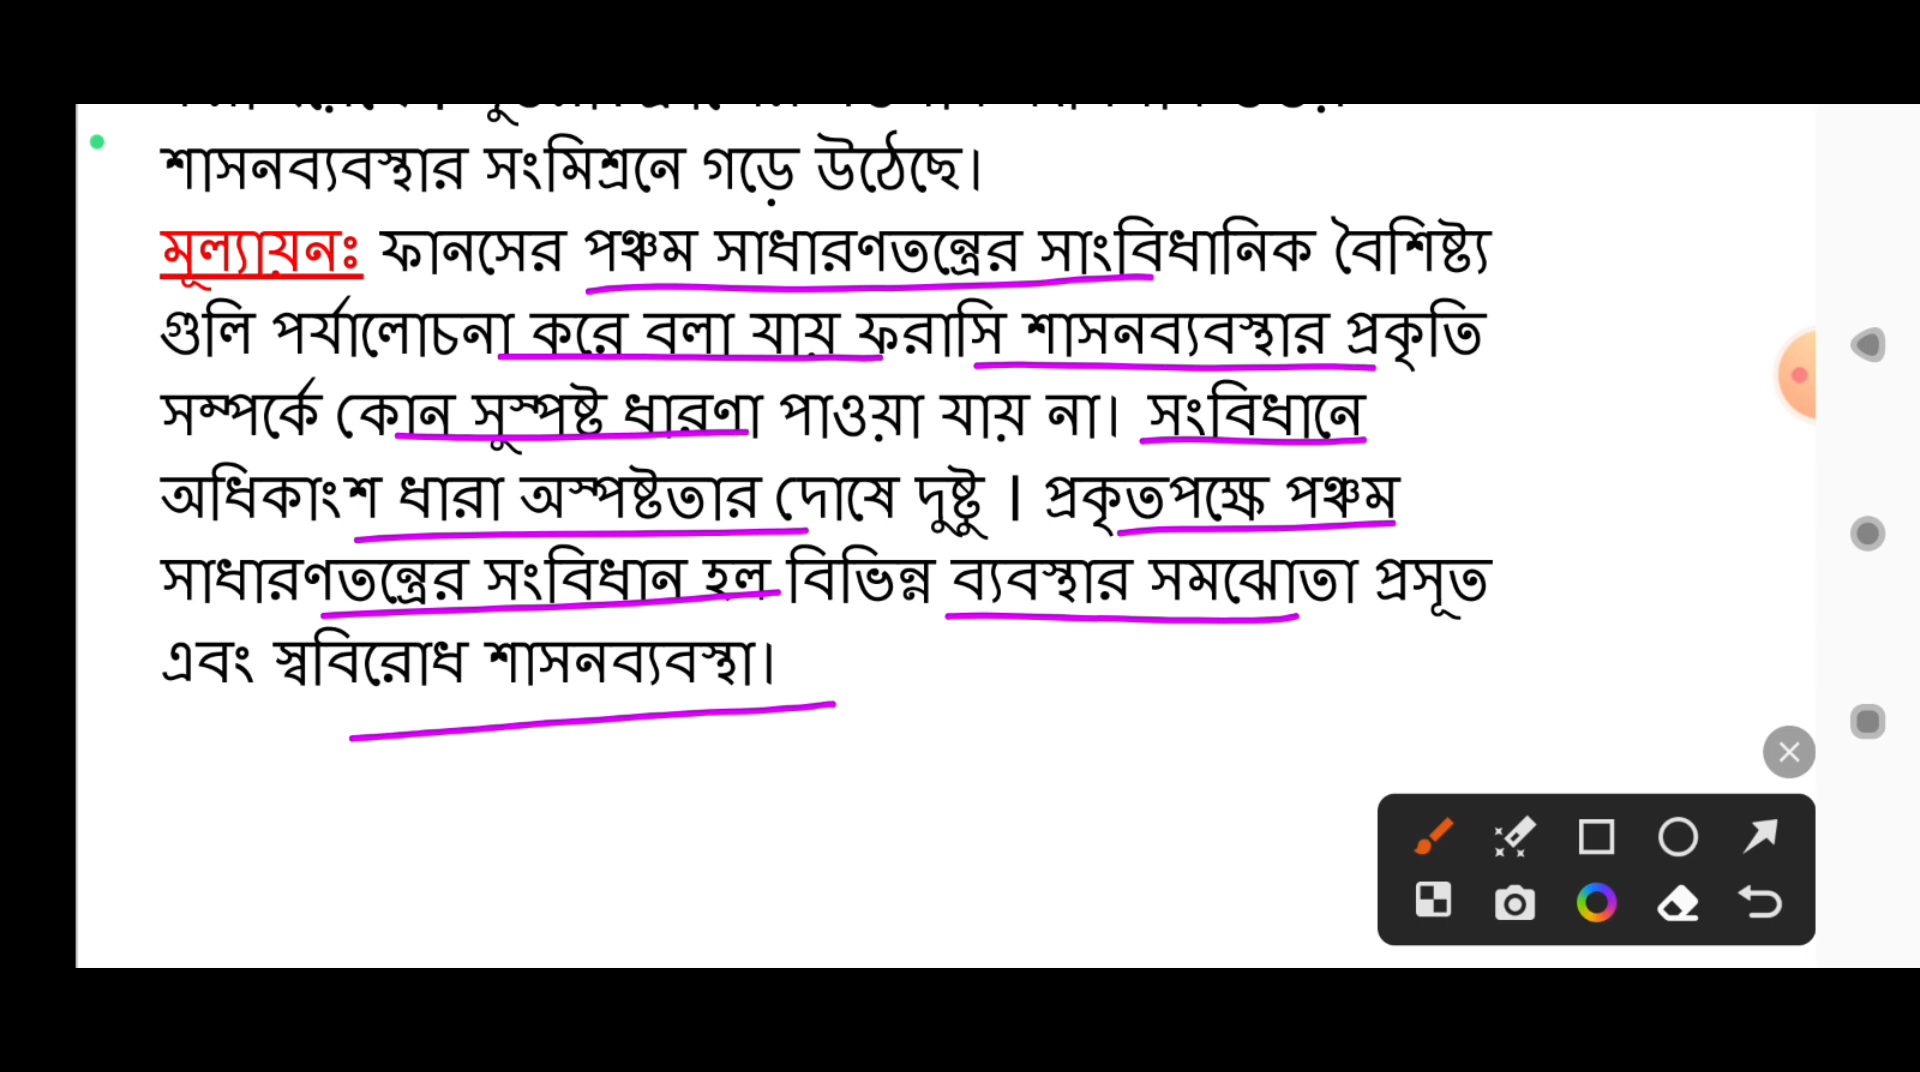 শাসনব্যবস্থার সংমিশ্রনে গড়ে উঠেছে।
মূল্যায়নঃ ফানসের পঞ্চম সাধারণতন্ত্রের সাংবিধানিক বৈশিষ্ট্য
গুলি পর্যালোচনা করে বলা যায় ফরাসি শাসনব্যবস্থার প্রকৃতি
সম্পর্কে কোন সুস্পষ্ট ধারণা পাওয়া যায় না। সংবিধানে
অধিকাংশ ধারা অস্পষ্টতার দোষে দুষ্টু । প্রকৃতপক্ষে পঞ্চম
সাধারণতন্ত্রের সংবিধান হল বিভিন্ন ব্যবস্থার সমঝোতা প্রসূত
এবং স্ববিরোধ শাসনব্যবস্থা।